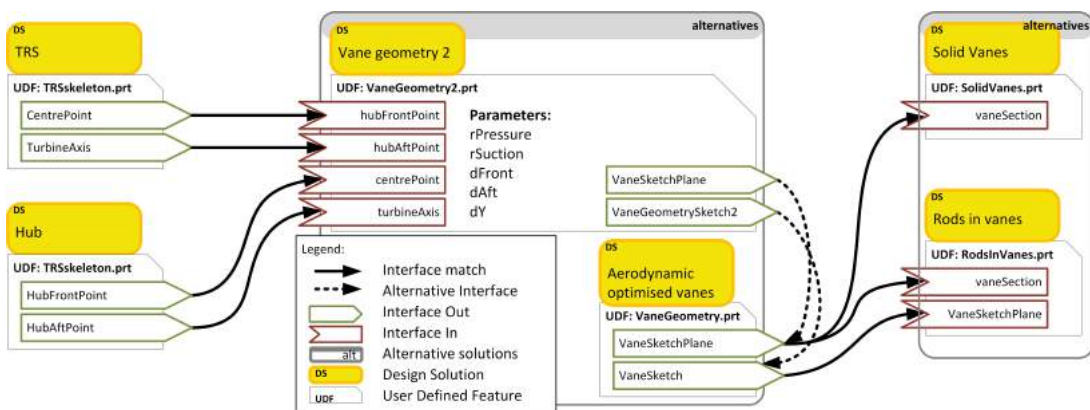 DS
TRS
UDF: TRSskeleton.prt
CentrePoint
TurbineAxis
DS
Hub
UDF: TRSskeleton.prt
HubFrontPoint
HubAftPoint
alternatives
DS
Vane geometry 2
UDF: VaneGeometry2.prt
hubFrontPoint
hubAftPoint
centrePoint
turbineAxis
Parameters:
rPressure
rSuction
dFront
dAft
dY
VaneSketchPlane
VaneGeometrySketch2
DS
Aerodynamic
optimised vanes
UDF: VaneGeometry.prt
VaneSketchPlane
VaneSketch
Legend:
Interface match
Alternative Interface
Interface Out
Interface In
alt Alternative solutions
DS Design Solution
UDF User Defined Feature
alternatives
DS
Solid Vanes
UDF: SolidVanes.prt
vaneSection
DS
Rods in vanes
UDF: RodsInVanes.prt
vaneSection
VaneSketchPlane